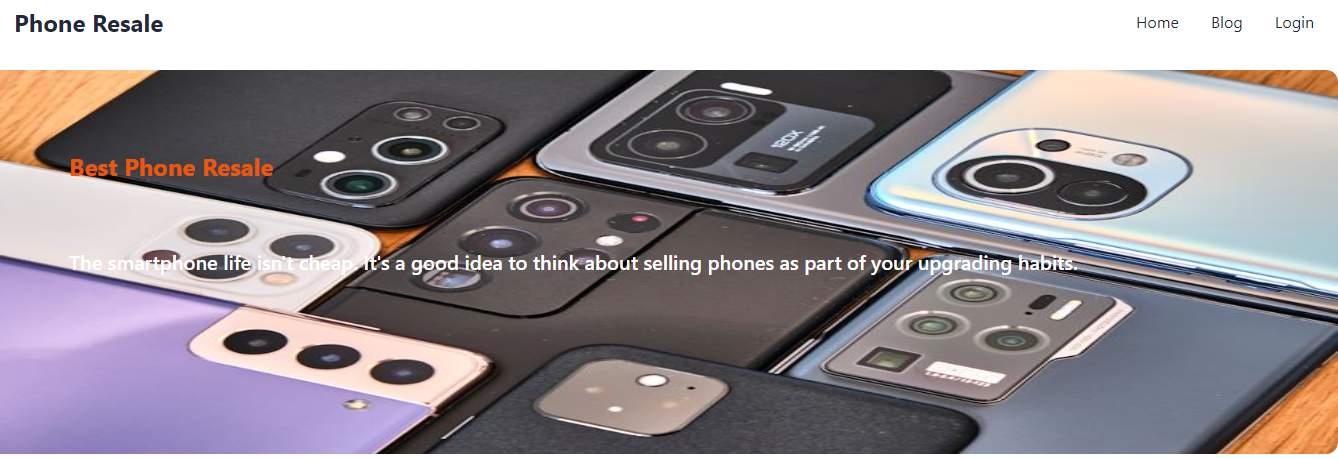 Phone Resale
Home Blog Login
120X
Best Phone Resale
The smartphone life isn't cheap. It's a good idea to think about selling phones as part of your upgrading habits.